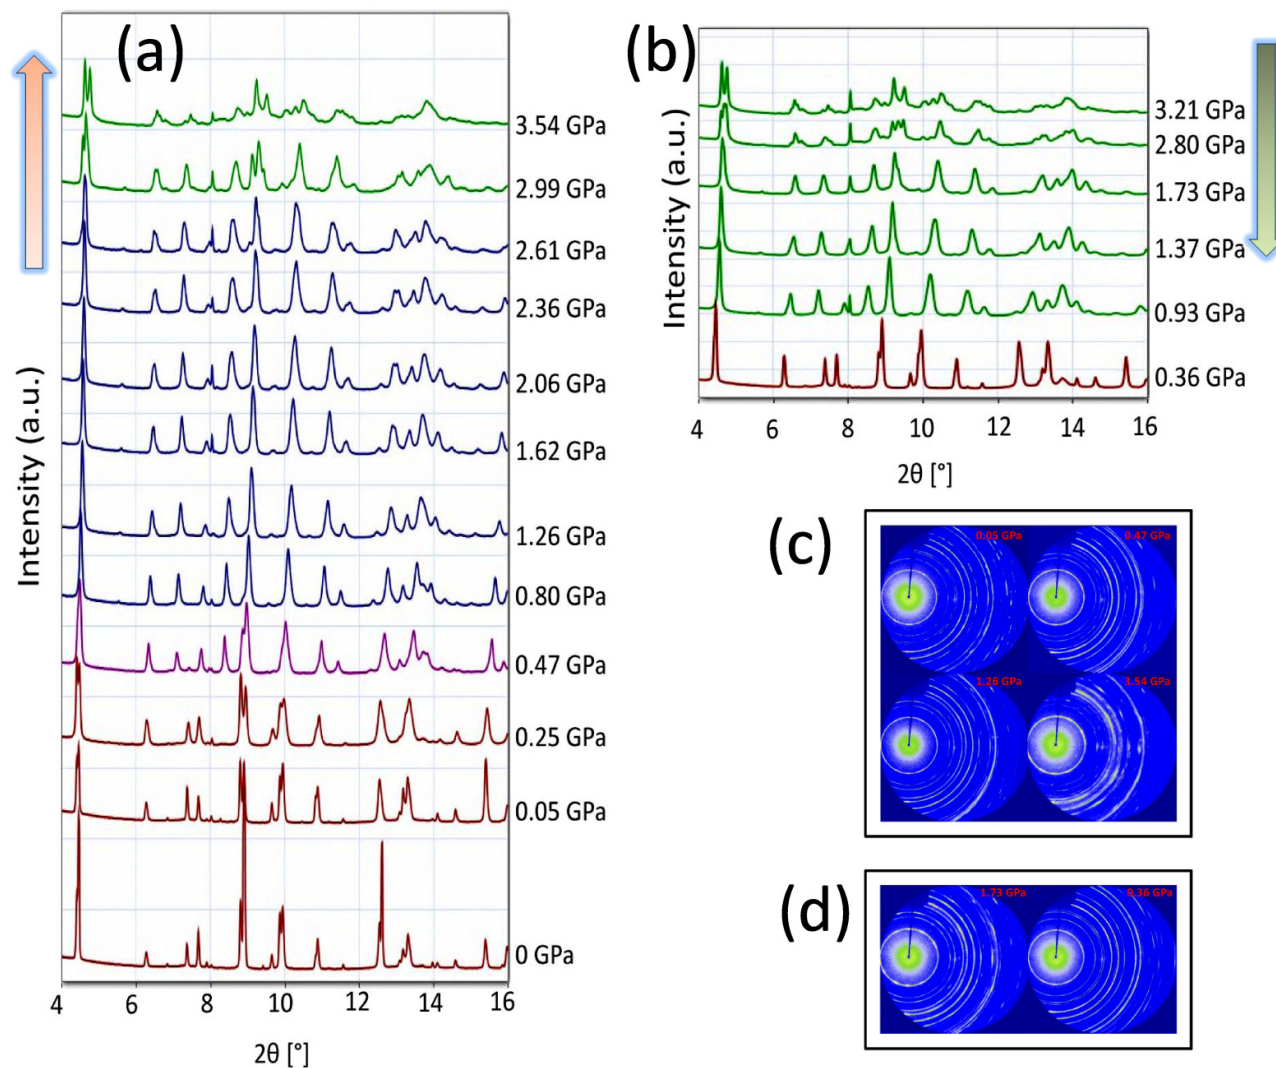 (a)
Intensity (a.u.)
Intensity (a.u.)
3.54 GPa
2.99 GPa
2.61 GPa
2.36 GPa
2.06 GPa
1.62 GPa
1.26 GPa
0.80 GPa
0.47 GPa
0.25 GPa
0.05 GPa
0 GPa
4 6 8 10 12 14 16
2θ [°]
(b)
Intensity (a.u.)
3.21 GPa
2.80 GPa
1.73 GPa
1.37 GPa
0.93 GPa
0.36 GPa
4 6 8 10 12 14 16
2θ [°]
(c)
0.05 GPa 0.47 GPa
1.26 GPa 3.54 GPa
(d)
1.73 GPa 0.36 GPa